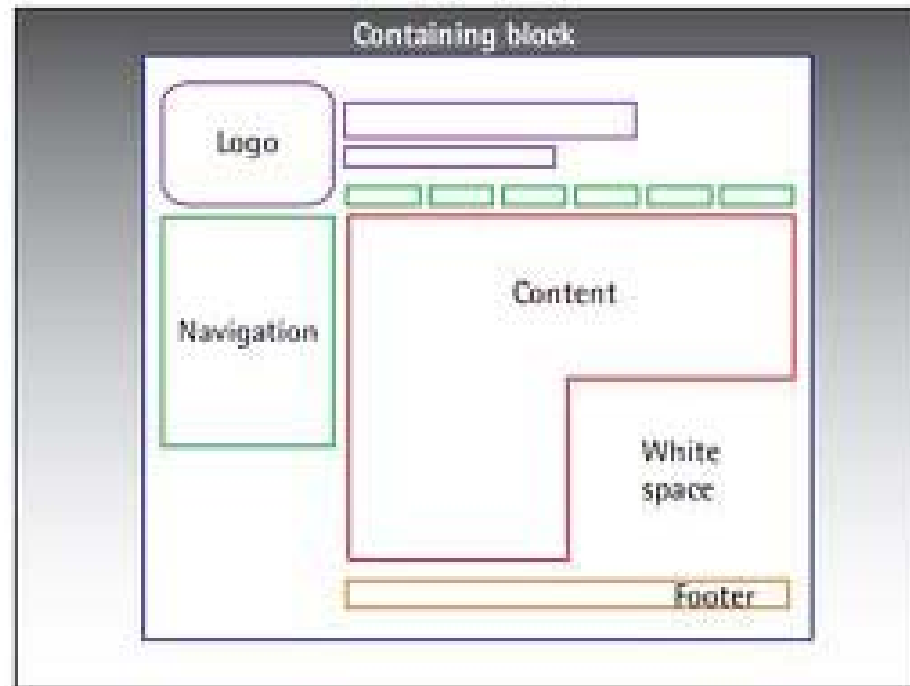 Containing block
Logo
Content
Navigation
White
space
Footer